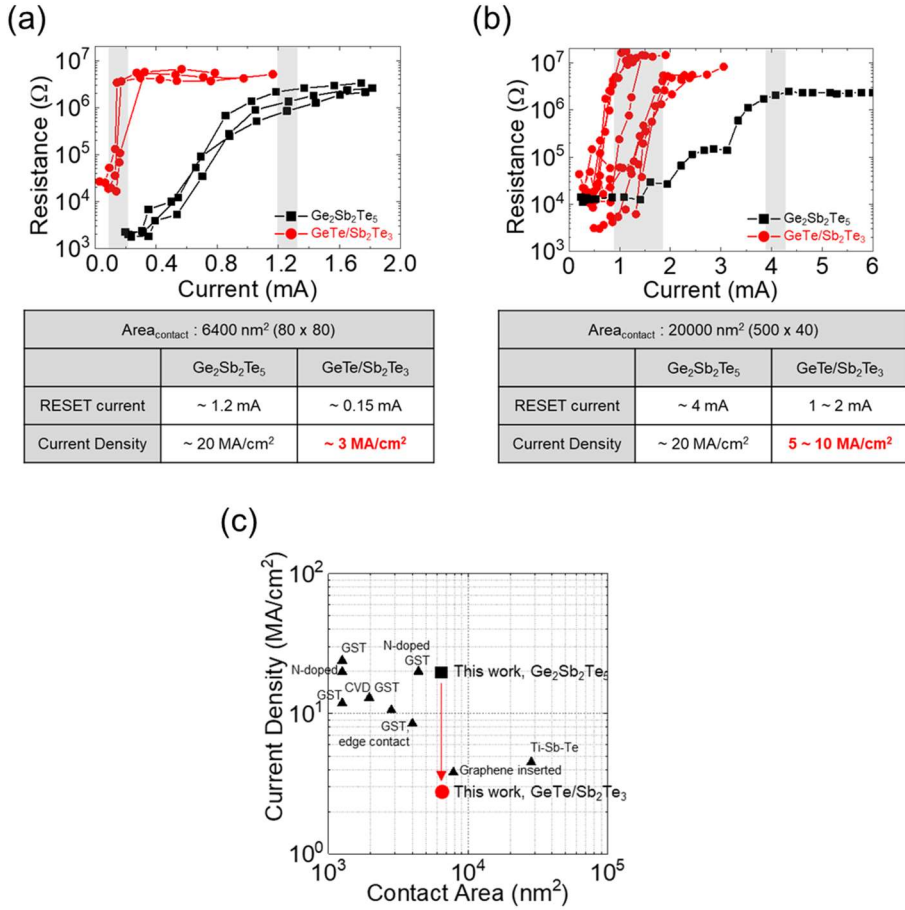 (a)
10⁷
10⁶
10⁵
10⁴
10³
Resistance (Ω)
Ge₂Sb₂Te₅
GeTe/Sb₂Te₃
0.0 0.4 0.8 1.2 1.6 2.0
Current (mA)
Area_contact : 6400 nm² (80 x 80)
Ge₂Sb₂Te₅ GeTe/Sb₂Te₃
RESET current ~ 1.2 mA ~ 0.15 mA
Current Density ~ 20 MA/cm² ~ 3 MA/cm²
(b)
10⁷
10⁶
10⁵
10⁴
10³
Resistance (Ω)
Ge₂Sb₂Te₅
GeTe/Sb₂Te₃
0 1 2 3 4 5 6
Current (mA)
Area_contact : 20000 nm² (500 x 40)
Ge₂Sb₂Te₅ GeTe/Sb₂Te₃
RESET current ~ 4 mA 1 ~ 2 mA
Current Density ~ 20 MA/cm² 5 ~ 10 MA/cm²
(c)
10²
10¹
10⁰
Current Density (MA/cm²)
GST
N-doped
N-doped
GST
This work, Ge₂Sb₂Te₅
GST
CVD GST
GST,
edge contact
Ti-Sb-Te
Graphene inserted
This work, GeTe/Sb₂Te₃
10³ 10⁴ 10⁵
Contact Area (nm²)